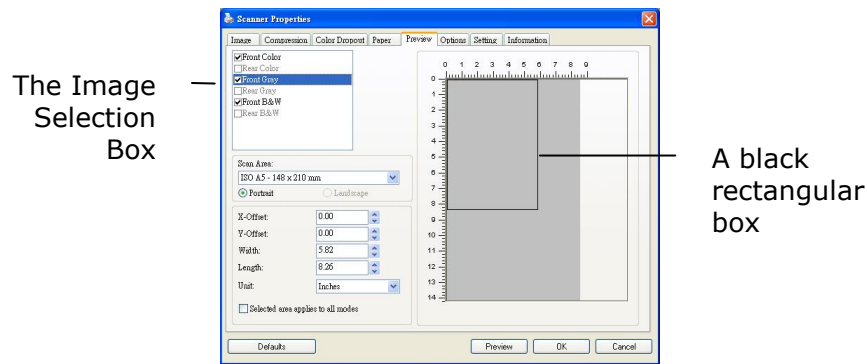 Scanner Properties
Image Compression Color Dropout Paper Preview Options Setting Information
The Image
Selection
Box
Front Color
Rear Color
Front Gray
Rear Gray
Front B&W
Rear B&W
Scan Area:
ISO A5 - 148 x 210 mm
Portrait Landscape
X-Offset: 0.00
Y-Offset: 0.00
Width: 5.82
Length: 8.26
Unit: Inches
Selected area applies to all modes
0 1 2 3 4 5 6 7 8 9
0
1
2
3
4
5
6
7
8
9
10
11
12
13
14
A black
rectangular
box
Defaults Preview OK Cancel